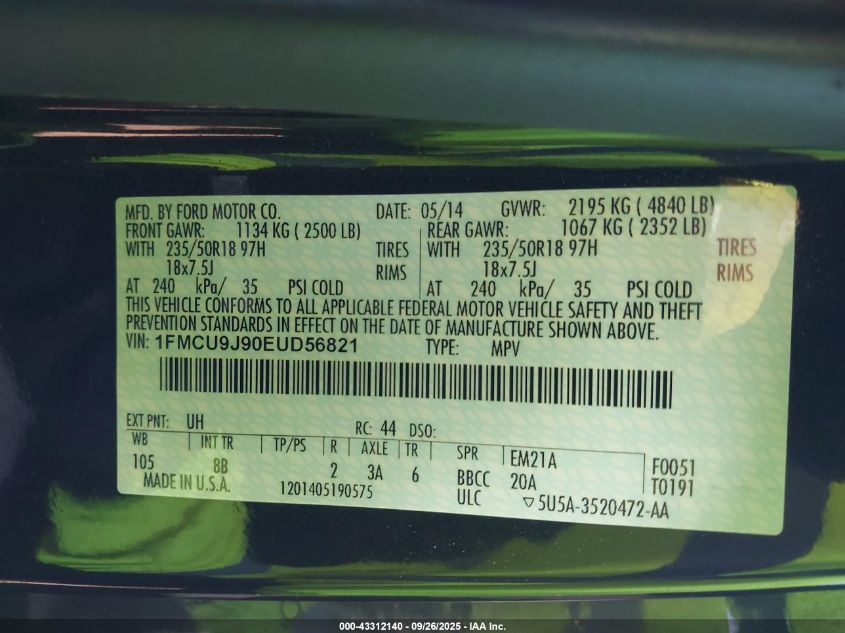 MFD. BY FORD MOTOR CO. DATE: 05/14 GVWR: 2195 KG ( 4840 LB)
FRONT GAWR: 1134 KG ( 2500 LB) REAR GAWR: 1067 KG ( 2352 LB)
WITH 235/50R18 97H TIRES WITH 235/50R18 97H TIRES
18x7.5J RIMS 18x7.5J RIMS
AT 240 kPa/ 35 PSI COLD AT 240 kPa/ 35 PSI COLD
THIS VEHICLE CONFORMS TO ALL APPLICABLE FEDERAL MOTOR VEHICLE SAFETY AND THEFT
PREVENTION STANDARDS IN EFFECT ON THE DATE OF MANUFACTURE SHOWN ABOVE.
VIN: 1FMCU9J90EUD56821 TYPE: MPV
EXT PNT: UH RC: 44 DSO:
WB INT TR TP/PS R AXLE TR SPR EM21A F0051
105 8B 2 3A 6 BBCC 20A T0191
MADE IN U.S.A. 1201405190575 ULC ▽5U5A-3520472-AA
000-43312140 - 09/26/2025 - IAA Inc.